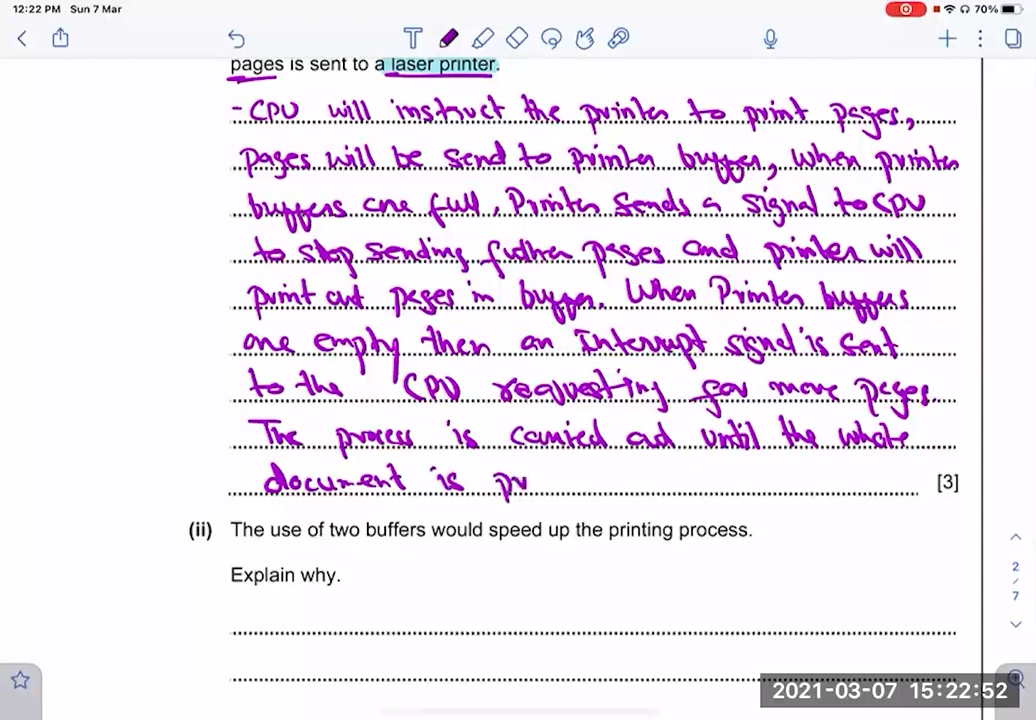 12:22 PM Sun 7 Mar
70%
pages is sent to a laser printer.
- CPU will instruct the printer to print pages,
pages will be send to printer buffer, when printer
buffers are full, Printer sends a signal to CPU
to stop sending further pages and printer will
print out pages in buffer. When Printer buffers
are empty then an Interrupt signal is sent
to the CPU requesting for more pages.
The process is carried out until the whole
document is pr
[3]
(ii) The use of two buffers would speed up the printing process.
Explain why.
2
/
7
2021-03-07 15:22:52